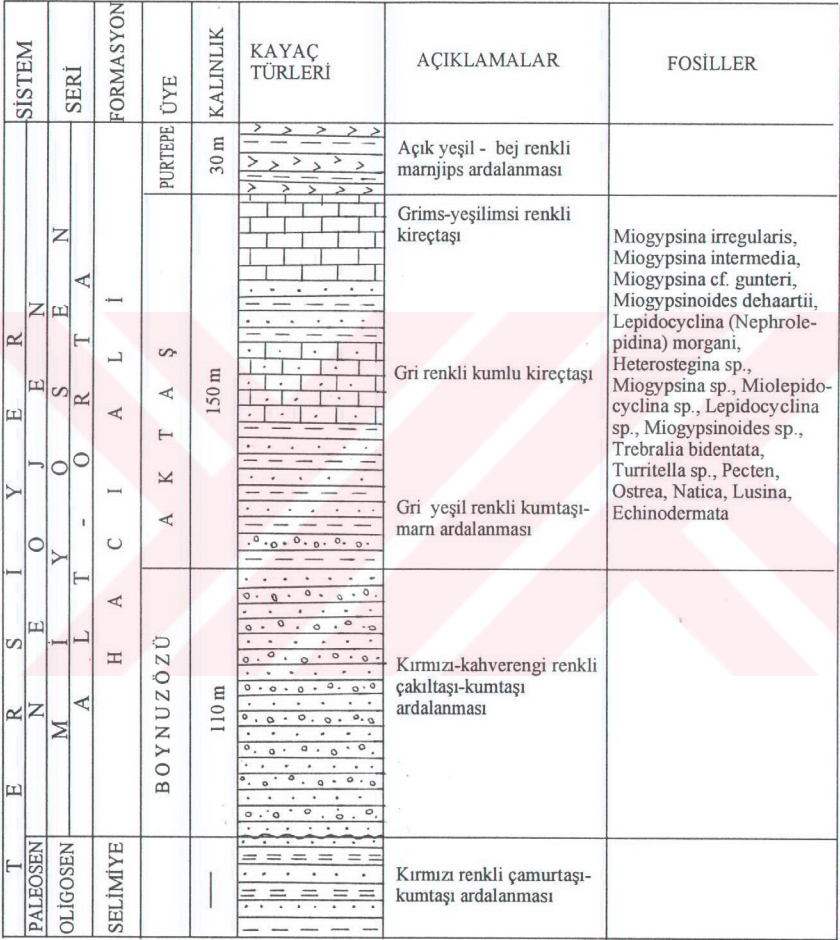 SİSTEM
SERİ
FORMASYON
ÜYE
KALINLIK
KAYAÇ
TÜRLERİ
AÇIKLAMALAR
FOSİLLER
TERSİYER
NEOJEN
MİYOSEN
ALT-ORTA
HACIALİ
PURTEPE
30 m
Açık yeşil - bej renkli
marnjips ardalanması
AKTAŞ
150 m
Grims-yeşilimsi renkli
kireçtaşı
Gri renkli kumlu kireçtaşı
Gri yeşil renkli kumtaşı-
marn ardalanması
Miogypsina irregularis,
Miogypsina intermedia,
Miogypsina cf. gunteri,
Miogypsinoides dehaartii,
Lepidocyclina (Nephrole-
pidina) morgani,
Heterostegina sp.,
Miogypsina sp., Miolepido-
cyclina sp., Lepidocyclina
sp., Miogypsinoides sp.,
Trebralia bidentata,
Turritella sp., Pecten,
Ostrea, Natica, Lusina,
Echinodermata
BOYNUZÖZÜ
110 m
Kırmızı-kahverengi renkli
çakıltaşı-kumtaşı
ardalanması
PALEOSEN
OLİGOSEN
SELİMİYE
Kırmızı renkli çamurtaşı-
kumtaşı ardalanması